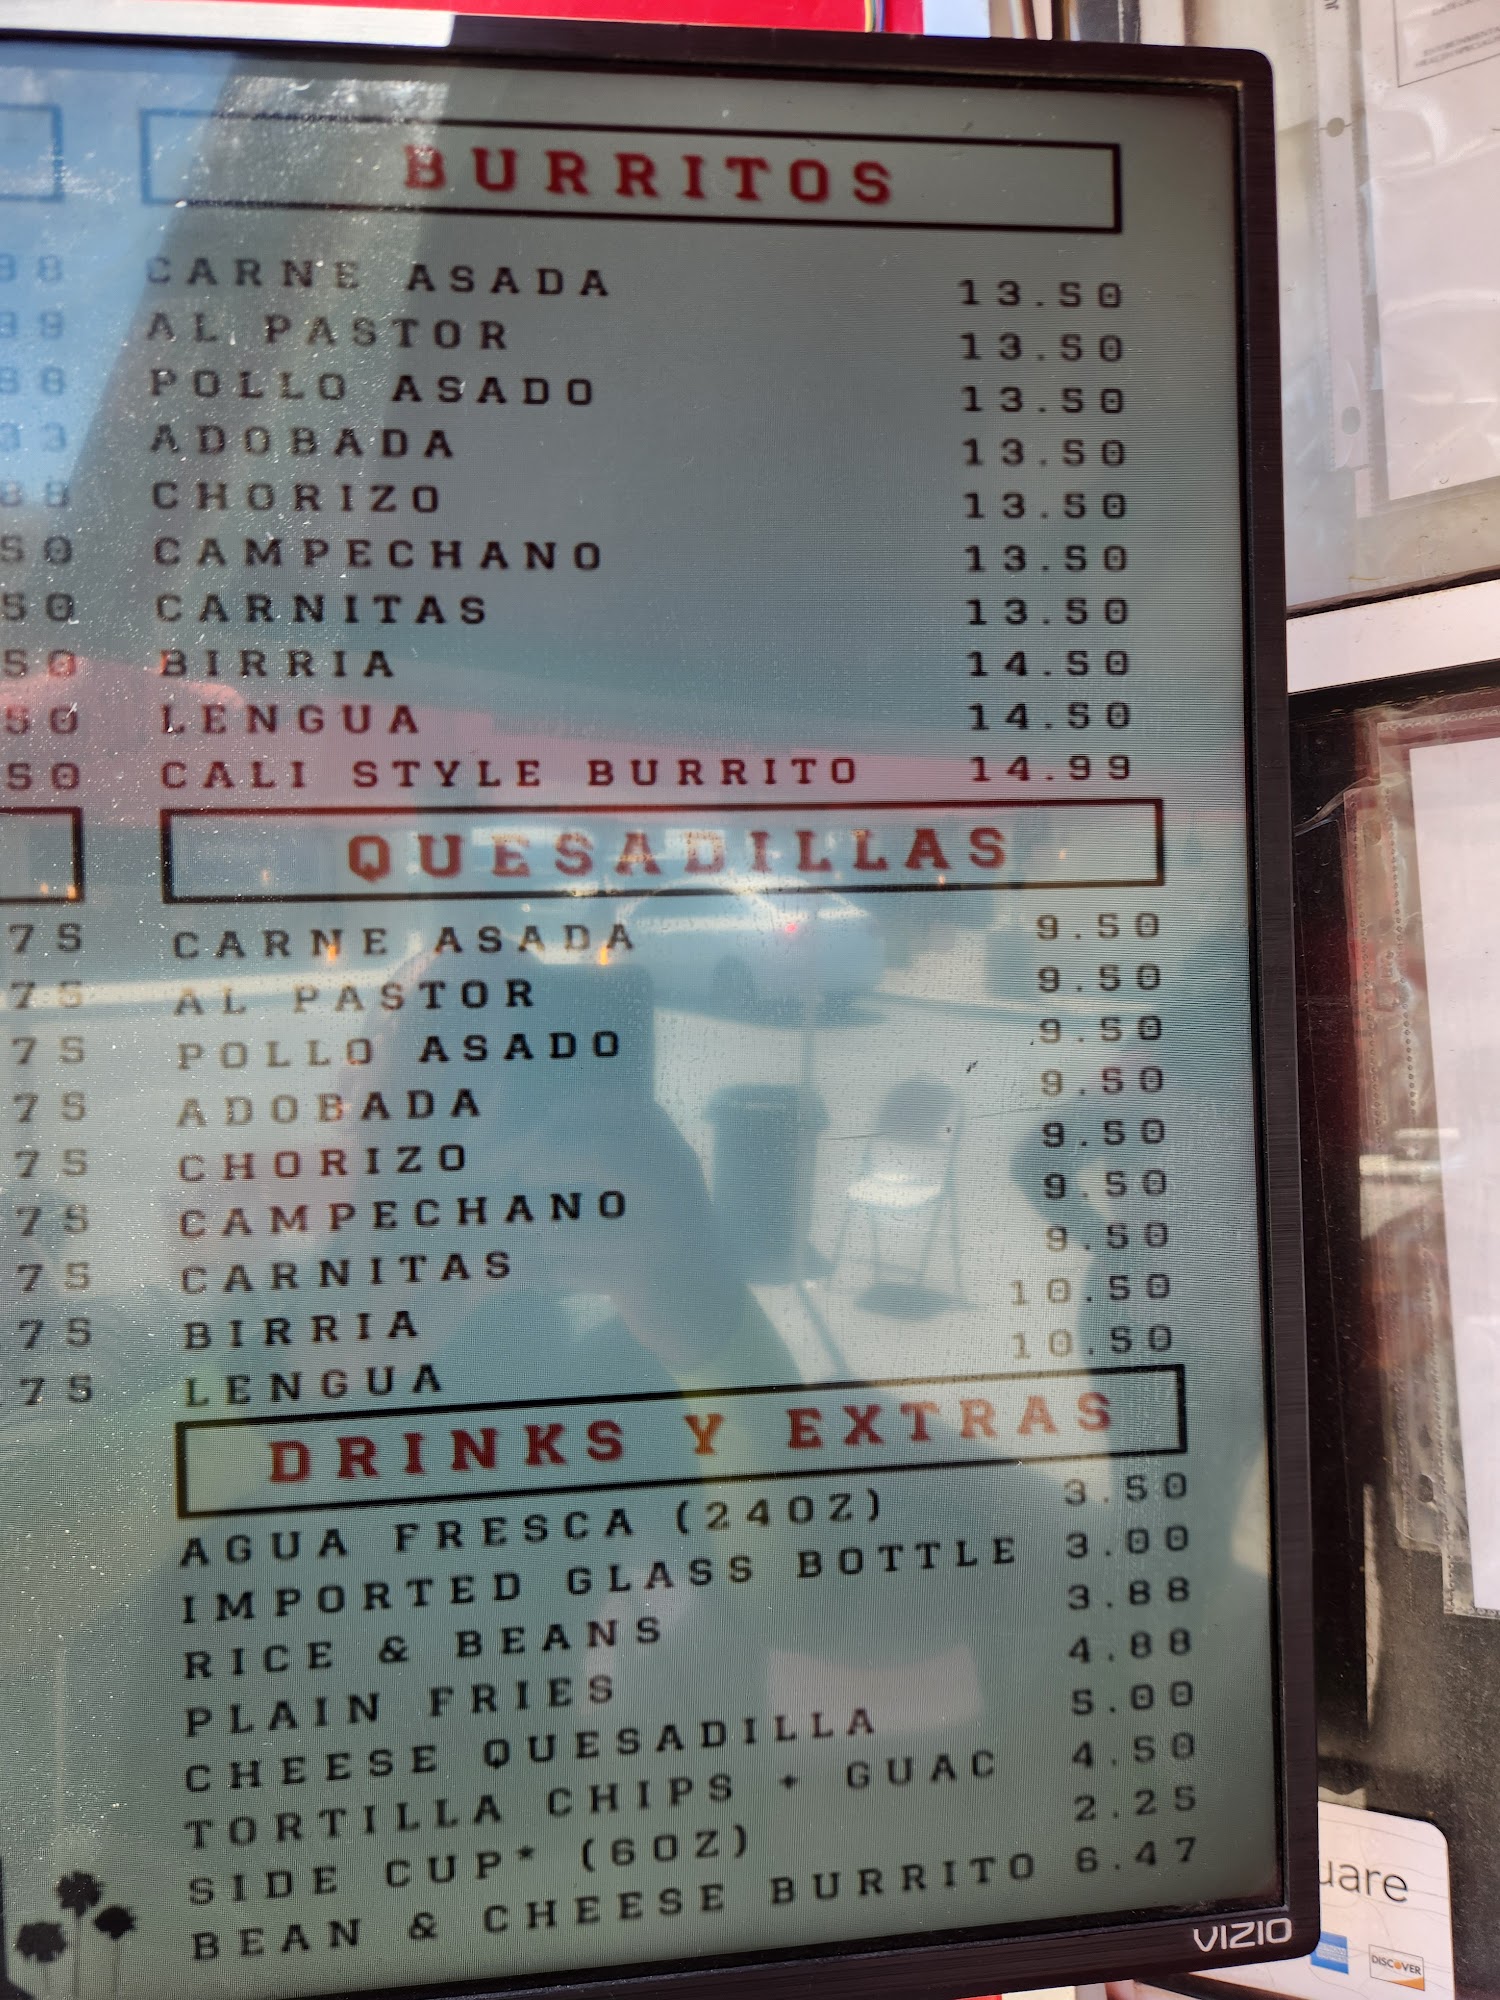 BURRITOS
CARNE ASADA 13.50
AL PASTOR 13.50
POLLO ASADO 13.50
ADOBADA 13.50
CHORIZO 13.50
CAMPECHANO 13.50
CARNITAS 13.50
BIRRIA 14.50
LENGUA 14.50
CALI STYLE BURRITO 14.99
QUESADILLAS
CARNE ASADA 9.50
AL PASTOR 9.50
POLLO ASADO 9.50
ADOBADA 9.50
CHORIZO 9.50
CAMPECHANO 9.50
CARNITAS 9.50
BIRRIA 10.50
LENGUA 10.50
DRINKS Y EXTRAS
AGUA FRESCA (24OZ) 3.50
IMPORTED GLASS BOTTLE 3.00
RICE & BEANS 3.88
PLAIN FRIES 4.88
CHEESE QUESADILLA 5.00
TORTILLA CHIPS + GUAC 4.50
SIDE CUP* (6OZ) 2.25
BEAN & CHEESE BURRITO 6.47
VIZIO
uare
DISCOVER